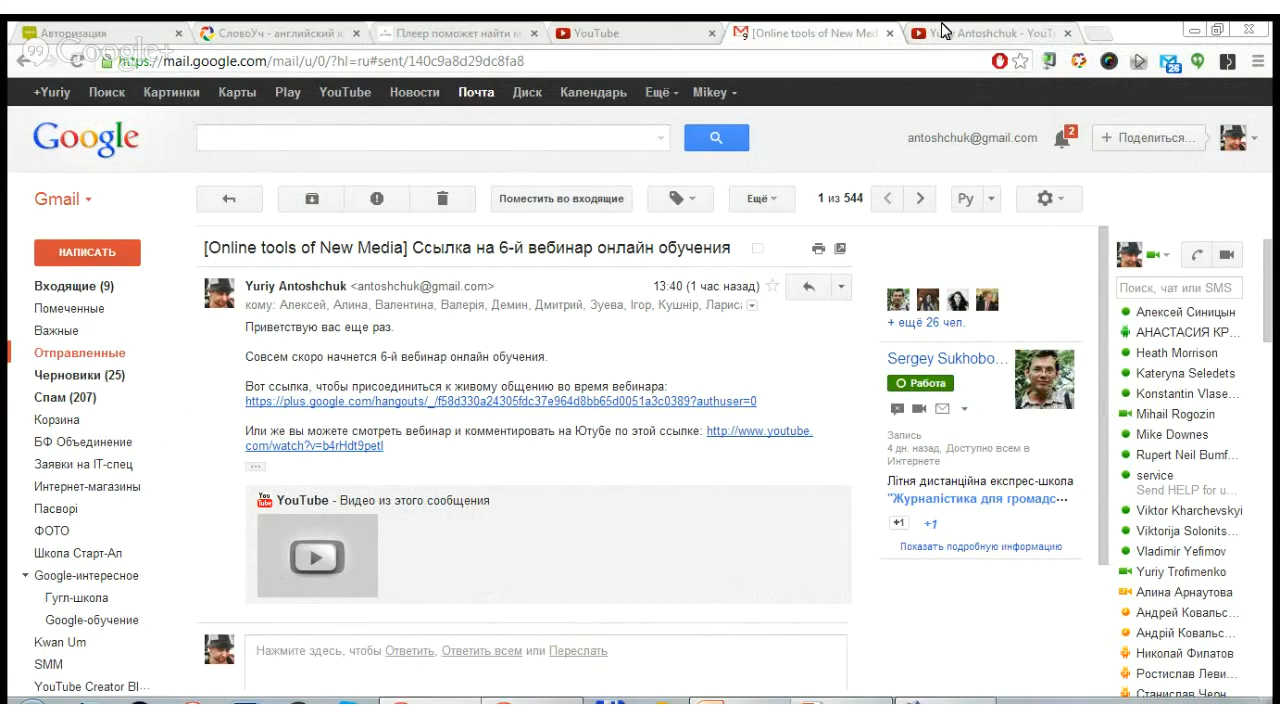 Авторизация
СловоУч - английский я
Плеер поможет найти м
YouTube
[Online tools of New Med
Yuriy Antoshchuk - YouT
Google+
https://mail.google.com/mail/u/0/?hl=ru#sent/140c9a8d29dc8fa8
26
+Yuriy Поиск Картинки Карты Play YouTube Новости Почта Диск Календарь Ещё Mikey
Google
antoshchuk@gmail.com
2
+ Поделиться...
Gmail
Поместить во входящие
Ещё
1 из 544
Ру
НАПИСАТЬ
Входящие (9)
Помеченные
Важные
Отправленные
Черновики (25)
Спам (207)
Корзина
БФ Объединение
Заявки на IT-спец
Интернет-магазины
Пасворі
ФОТО
Школа Старт-Ап
Google-интересное
Гугл-школа
Google-обучение
Kwan Um
SMM
YouTube Creator Bl...
[Online tools of New Media] Ссылка на 6-й вебинар онлайн обучения
Yuriy Antoshchuk <antoshchuk@gmail.com>
13:40 (1 час назад)
кому: Алексей, Алина, Валентина, Валерія, Демин, Дмитрий, Зуева, Ігор, Кушнір, Лариса
Приветствую вас еще раз.
Совсем скоро начнется 6-й вебинар онлайн обучения.
Вот ссылка, чтобы присоединиться к живому общению во время вебинара:
https://plus.google.com/hangouts/_/f58d330a24305fdc37e964d8bb65d0051a3c0389?authuser=0
Или же вы можете смотреть вебинар и комментировать на Ютубе по этой ссылке: http://www.youtube.
com/watch?v=b4rHdt9petI
You Tube
YouTube - Видео из этого сообщения
Нажмите здесь, чтобы Ответить, Ответить всем или Переслать
+ ещё 26 чел.
Sergey Sukhobo...
Работа
Запись
4 дн. назад, Доступно всем в
Интернете
Літня дистанційна експрес-школа
"Журналістика для громадс...
+1
+1
Показать подробную информацию
Поиск, чат или SMS
Алексей Синицын
АНАСТАСИЯ КР...
Heath Morrison
Kateryna Seledets
Konstantin Vlase...
Mihail Rogozin
Mike Downes
Rupert Neil Bumf...
service
Send HELP for u...
Viktor Kharchevskyi
Viktorija Solonits...
Vladimir Yefimov
Yuriy Trofimenko
Алина Арнаутова
Андрей Ковальс...
Андрій Ковальс...
Николай Филатов
Ростислав Леви...
Станислав Черн...